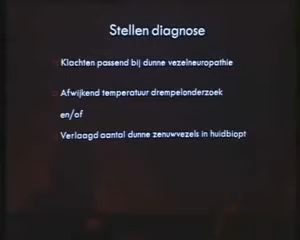 Stellen diagnose
Klachten passend bij dunne vezelneuropathie
Afwijkend temperatuur drempelonderzoek
en/of
Verlaagd aantal dunne zenuwvezels in huidbiopt